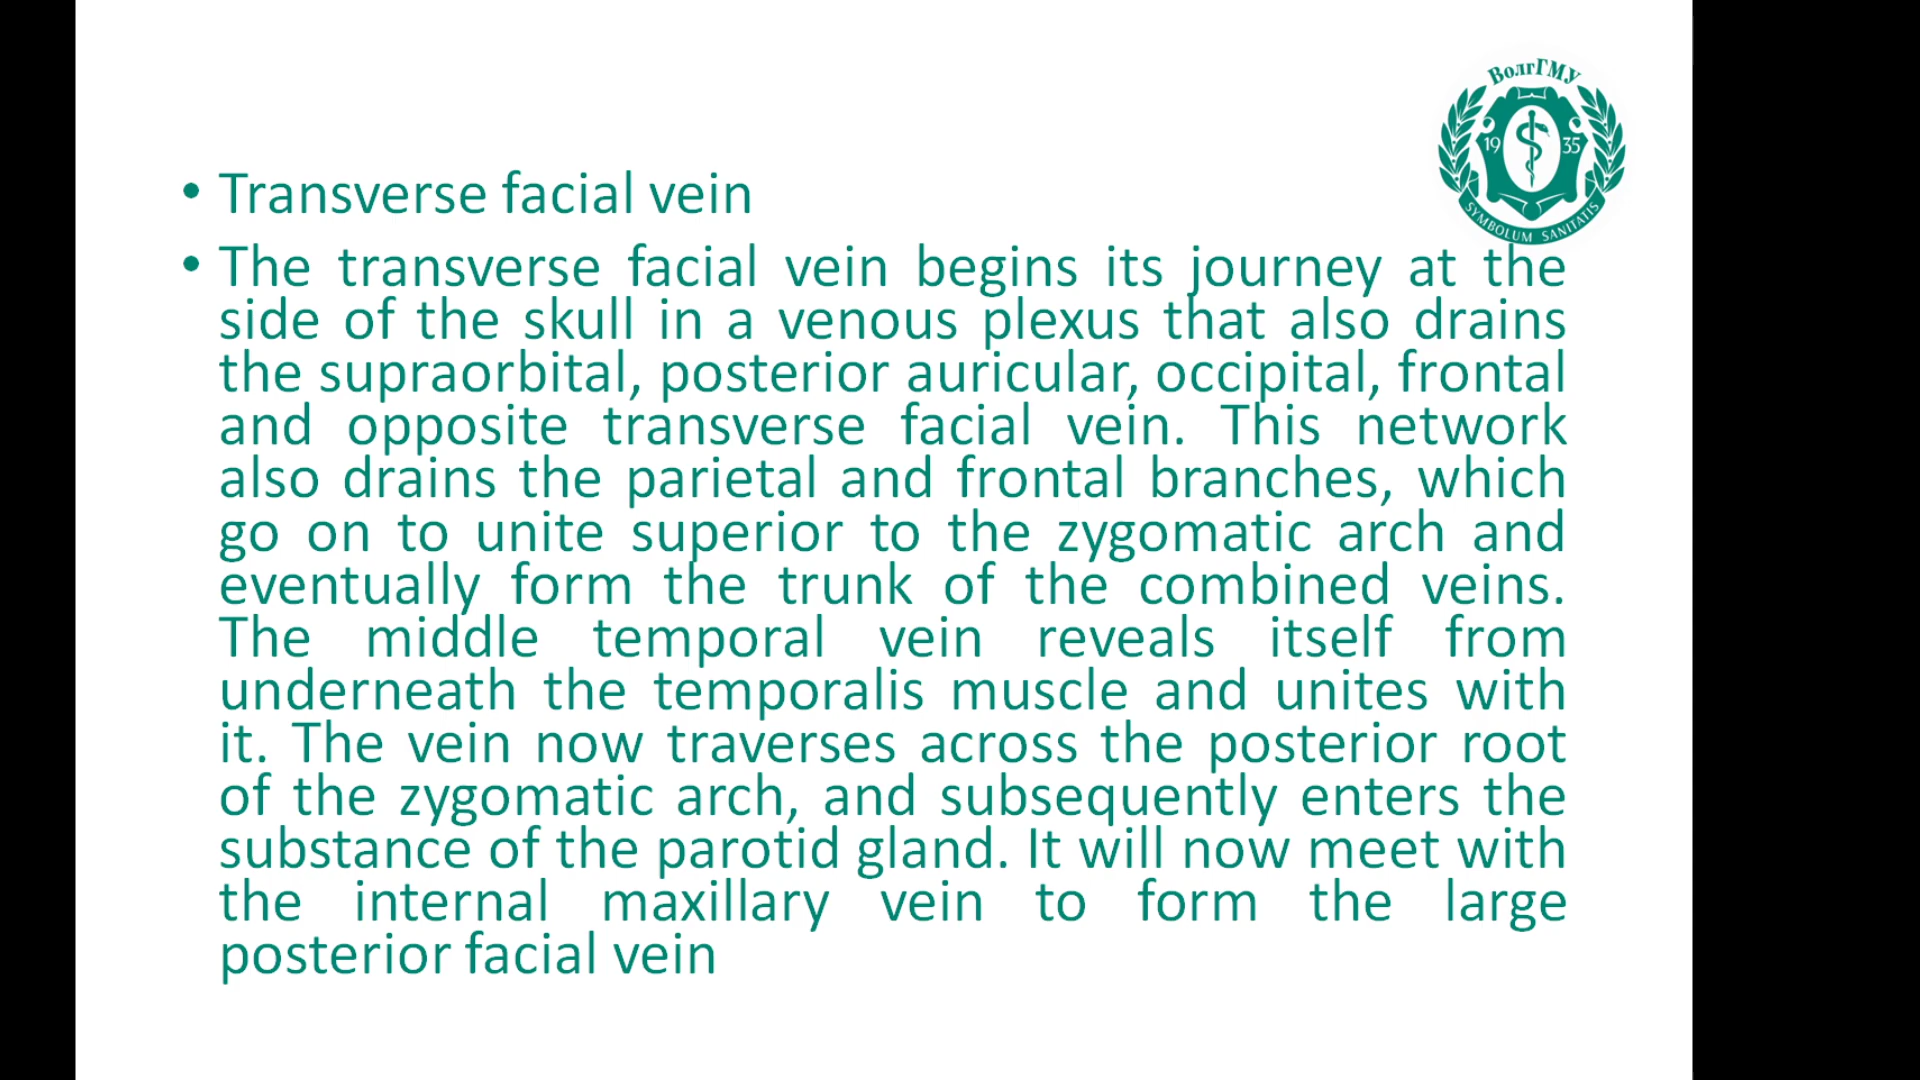 ВолгГМУ
19 35
SYMBOLUM SANITATIS
• Transverse facial vein
• The transverse facial vein begins its journey at the
side of the skull in a venous plexus that also drains
the supraorbital, posterior auricular, occipital, frontal
and opposite transverse facial vein. This network
also drains the parietal and frontal branches, which
go on to unite superior to the zygomatic arch and
eventually form the trunk of the combined veins.
The middle temporal vein reveals itself from
underneath the temporalis muscle and unites with
it. The vein now traverses across the posterior root
of the zygomatic arch, and subsequently enters the
substance of the parotid gland. It will now meet with
the internal maxillary vein to form the large
posterior facial vein